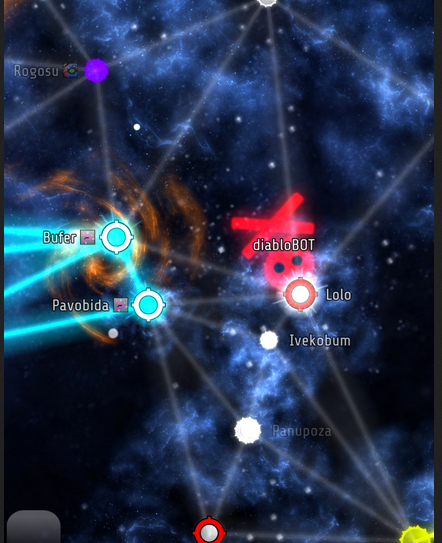 Rogosu
Bufer
diabloBOT
Pavobida
Lolo
Ivekobum
Panupoza